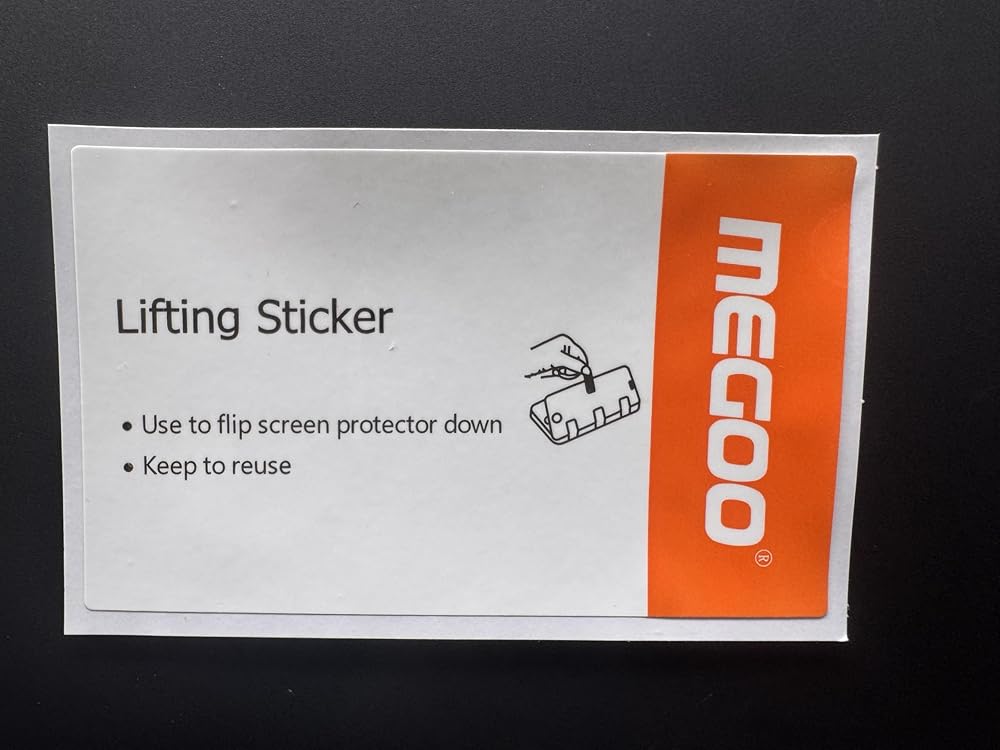 Lifting Sticker
• Use to flip screen protector down
• Keep to reuse
MEGOO®